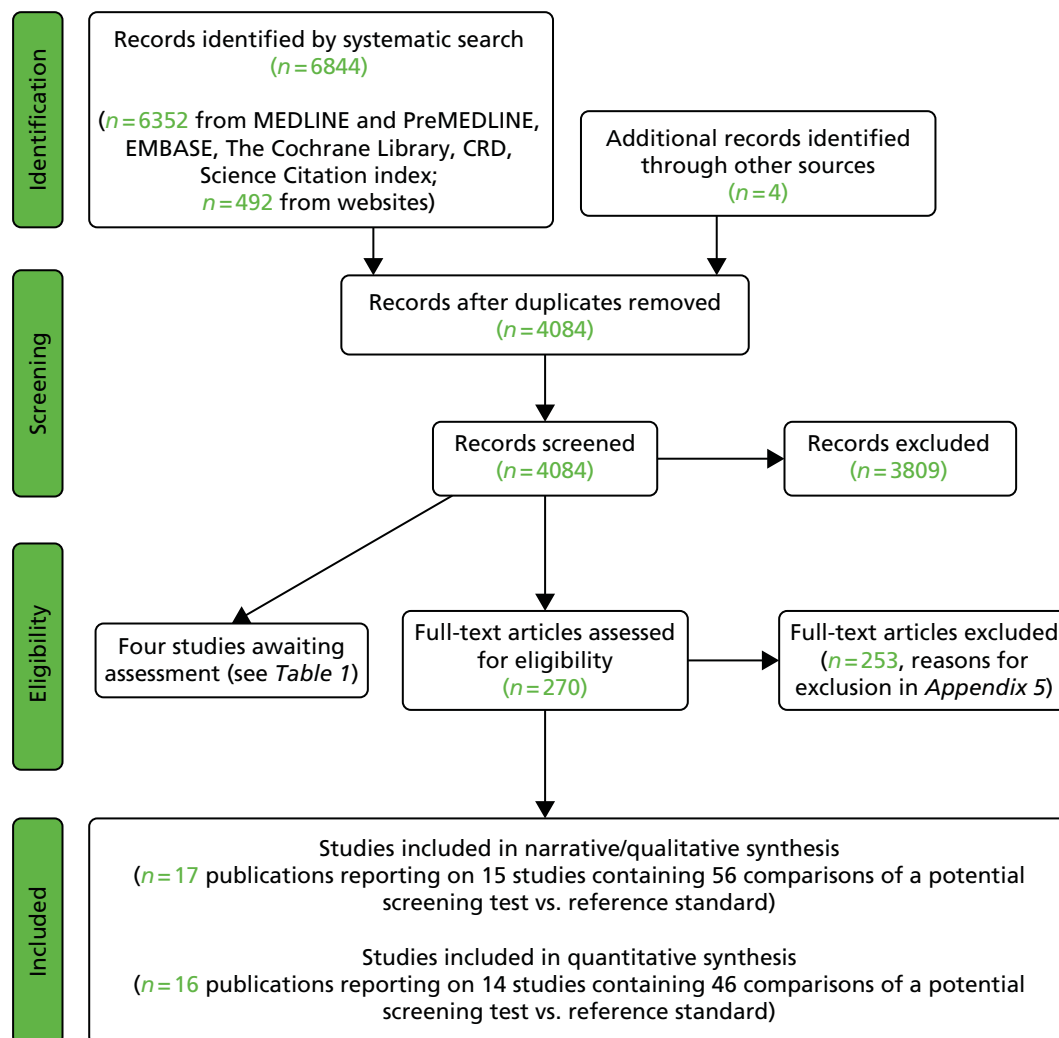 Identification
Records identified by systematic search
(n=6844)
(n=6352 from MEDLINE and PreMEDLINE,
EMBASE, The Cochrane Library, CRD,
Science Citation index;
n=492 from websites)
Additional records identified
through other sources
(n=4)
Screening
Records after duplicates removed
(n=4084)
Records screened
(n=4084)
Records excluded
(n=3809)
Eligibility
Four studies awaiting
assessment (see Table 1)
Full-text articles assessed
for eligibility
(n=270)
Full-text articles excluded
(n=253, reasons for
exclusion in Appendix 5)
Included
Studies included in narrative/qualitative synthesis
(n=17 publications reporting on 15 studies containing 56 comparisons of a potential
screening test vs. reference standard)
Studies included in quantitative synthesis
(n=16 publications reporting on 14 studies containing 46 comparisons of a potential
screening test vs. reference standard)